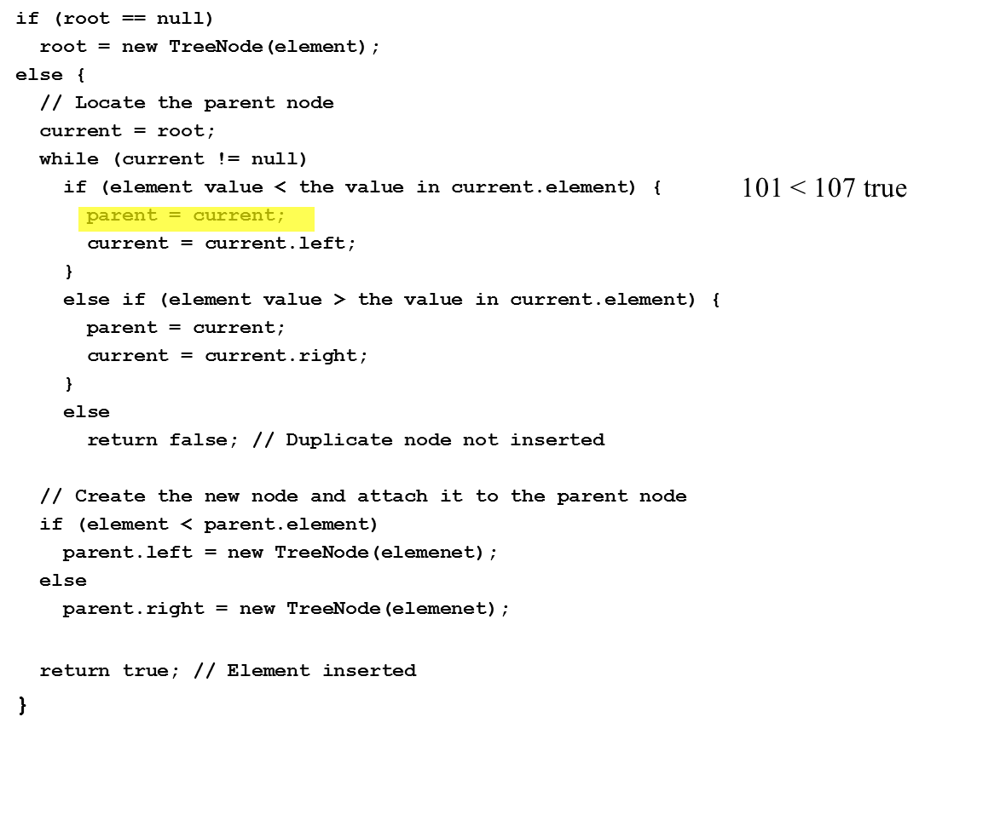 if (root == null)
root = new TreeNode(element);
else {
// Locate the parent node
current = root;
while (current != null)
if (element value < the value in current.element) {
101 < 107 true
parent = current;
current = current.left;
}
else if (element value > the value in current.element) {
parent = current;
current = current.right;
}
else
return false; // Duplicate node not inserted
// Create the new node and attach it to the parent node
if (element < parent.element)
parent.left = new TreeNode(elemenet);
else
parent.right = new TreeNode(elemenet);
return true; // Element inserted
}